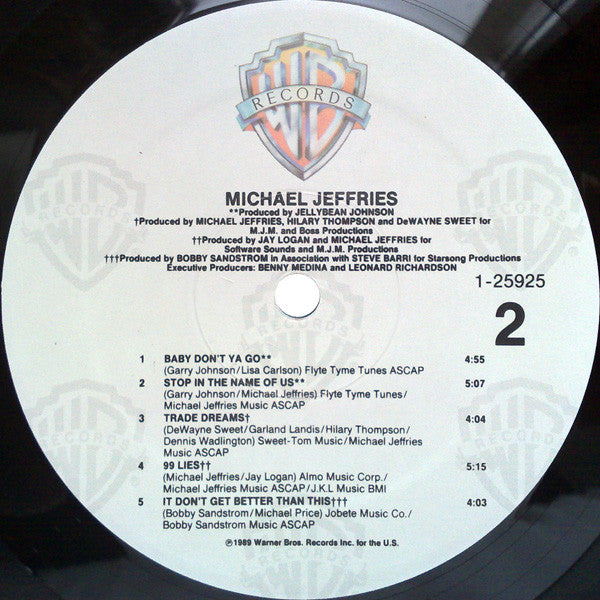 WB
RECORDS
MICHAEL JEFFRIES
**Produced by JELLYBEAN JOHNSON
†Produced by MICHAEL JEFFRIES, HILARY THOMPSON and DeWAYNE SWEET for
M.J.M. and Boss Productions
††Produced by JAY LOGAN and MICHAEL JEFFRIES for
Software Sounds and M.J.M. Productions
†††Produced by BOBBY SANDSTROM in Association with STEVE BARRI for Starsong Productions
Executive Producers: BENNY MEDINA and LEONARD RICHARDSON
1-25925
2
1 BABY DON'T YA GO** 4:55
(Garry Johnson/Lisa Carlson) Flyte Tyme Tunes ASCAP
2 STOP IN THE NAME OF US** 5:07
(Garry Johnson/Michael Jeffries) Flyte Tyme Tunes/
Michael Jeffries Music ASCAP
3 TRADE DREAMS† 4:04
(DeWayne Sweet/Garland Landis/Hilary Thompson/
Dennis Wadlington) Sweet-Tom Music/Michael Jeffries
Music ASCAP
4 99 LIES†† 5:15
(Michael Jeffries/Jay Logan) Almo Music Corp./
Michael Jeffries Music ASCAP/J.K.L Music BMI
5 IT DON'T GET BETTER THAN THIS††† 4:03
(Bobby Sandstrom/Michael Price) Jobete Music Co./
Bobby Sandstrom Music ASCAP
℗1989 Warner Bros. Records Inc. for the U.S.